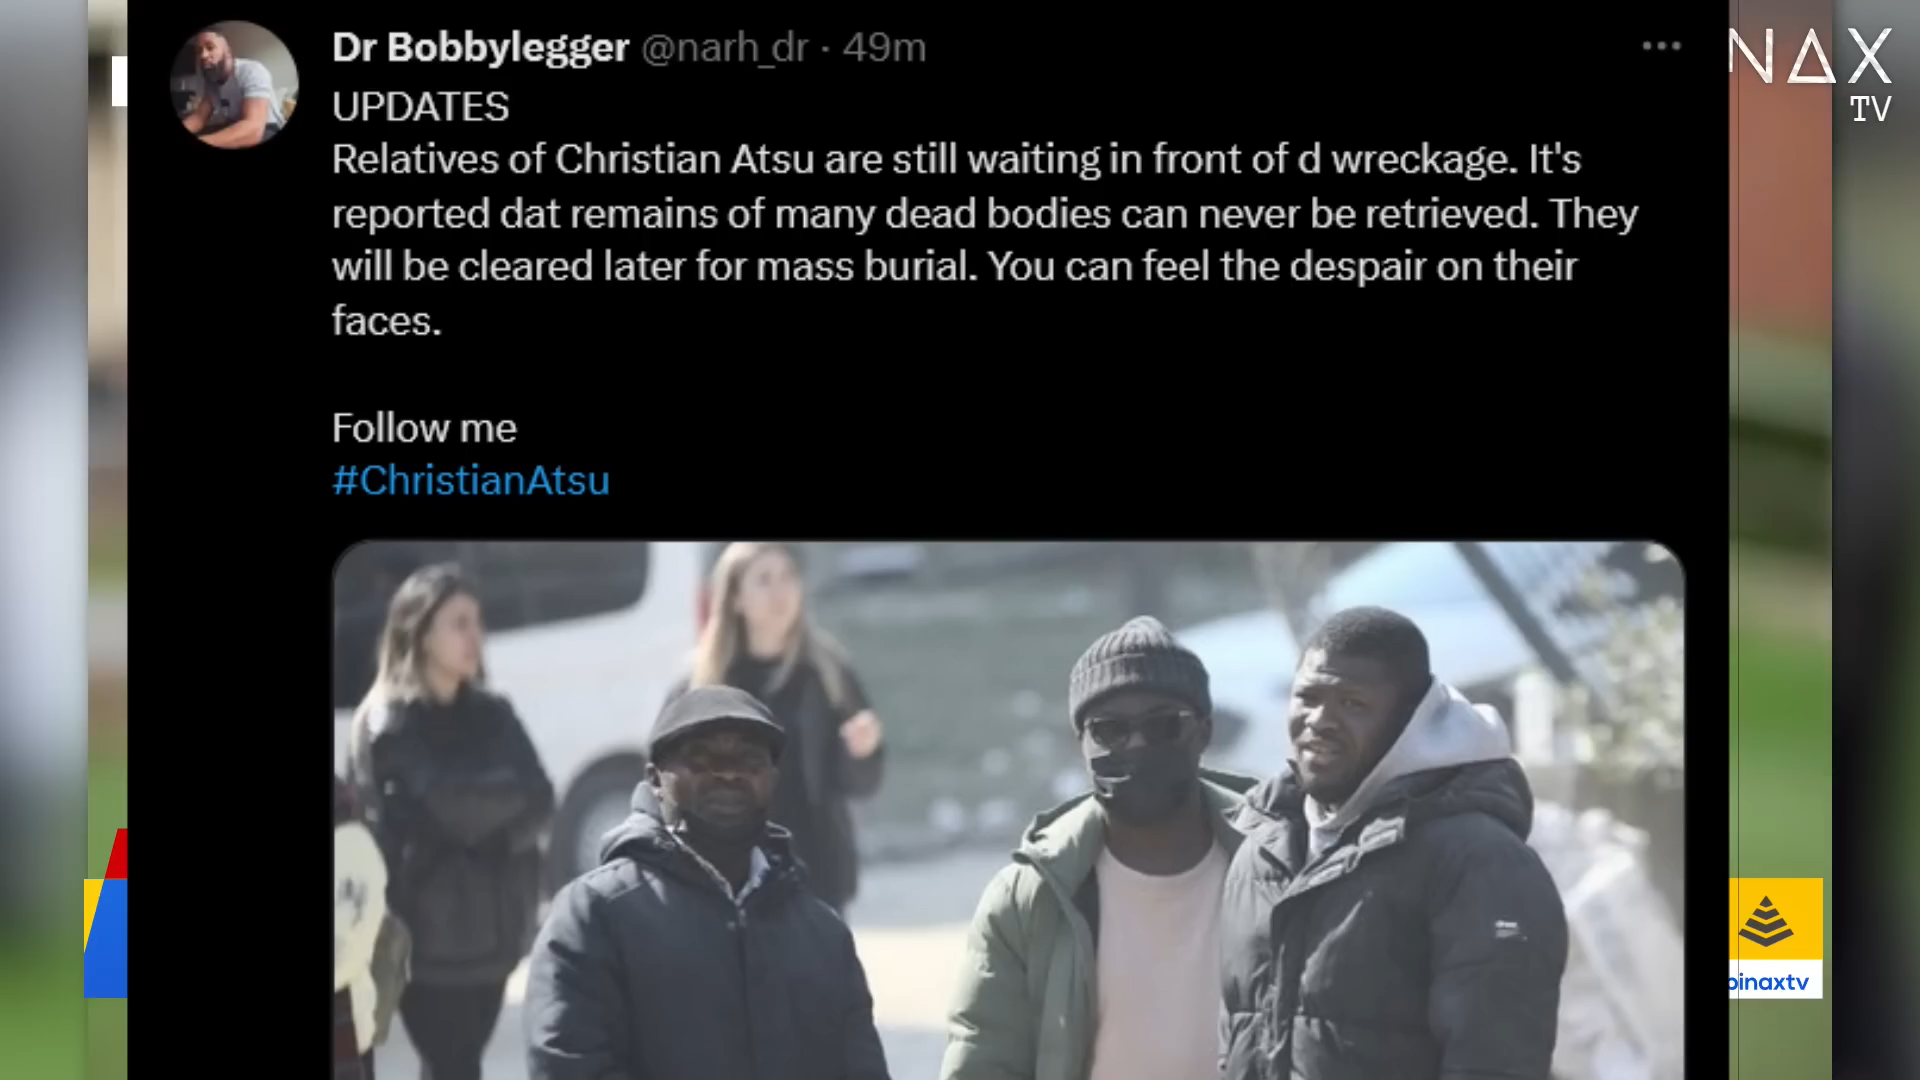 Dr Bobbylegger @narh_dr · 49m
UPDATES
Relatives of Christian Atsu are still waiting in front of d wreckage. It's
reported dat remains of many dead bodies can never be retrieved. They
will be cleared later for mass burial. You can feel the despair on their
faces.
Follow me
#ChristianAtsu
NAX
TV
pinaxtv